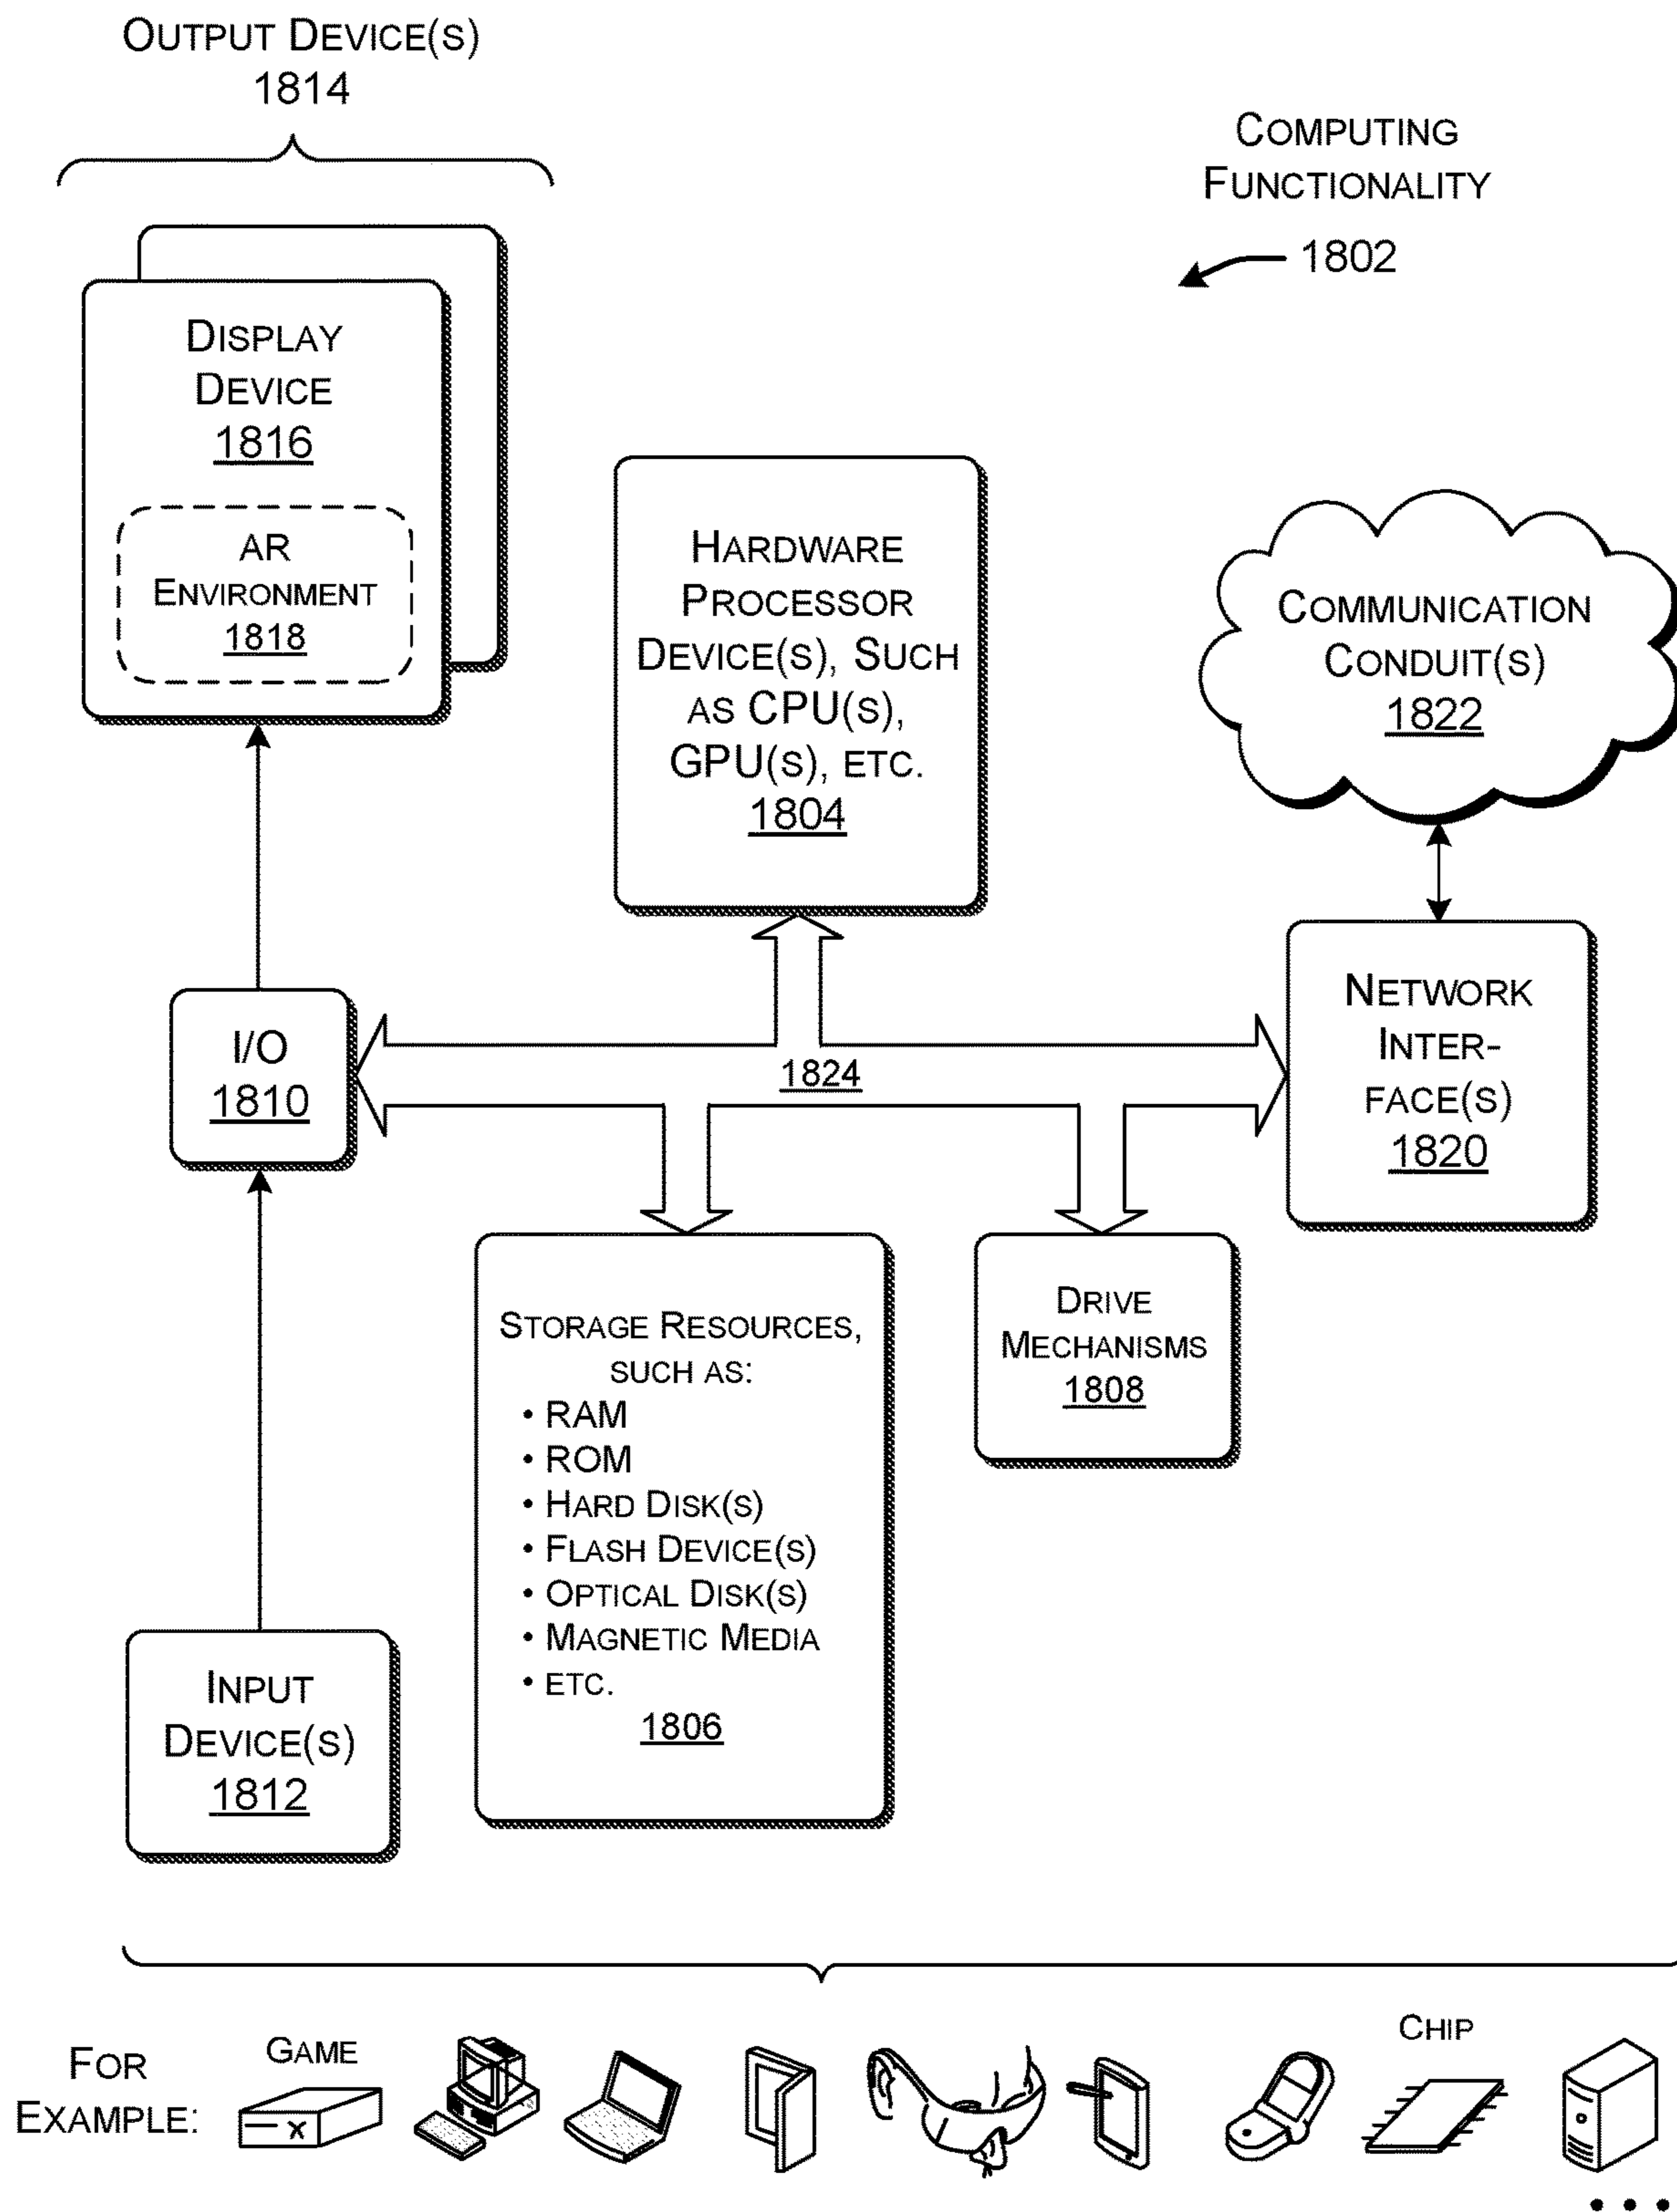 OUTPUT DEVICE(S)
1814
COMPUTING
FUNCTIONALITY
1802
DISPLAY
DEVICE
1816
AR
ENVIRONMENT
1818
HARDWARE
PROCESSOR
DEVICE(S), SUCH
AS CPU(S),
GPU(S), ETC.
1804
COMMUNICATION
CONDUIT(S)
1822
I/O
1810
1824
NETWORK
INTER-
FACE(S)
1820
STORAGE RESOURCES,
SUCH AS:
• RAM
• ROM
• HARD DISK(S)
• FLASH DEVICE(S)
• OPTICAL DISK(S)
• MAGNETIC MEDIA
• ETC.
1806
DRIVE
MECHANISMS
1808
INPUT
DEVICE(S)
1812
FOR
EXAMPLE:
GAME
X
CHIP
• • •